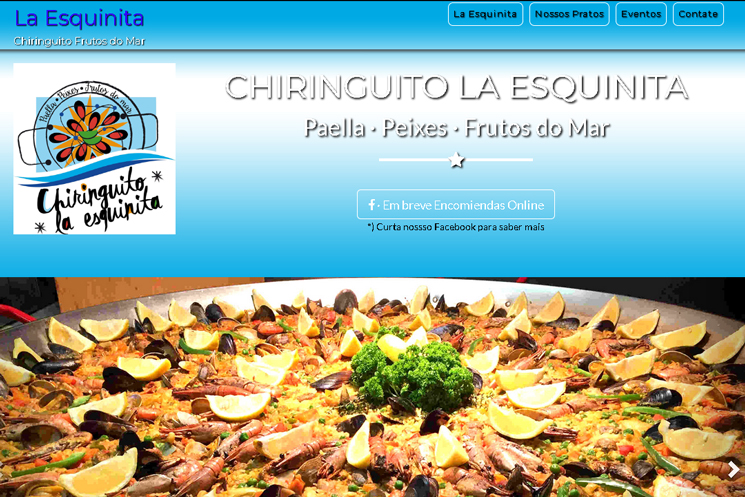 La Esquinita
Chiringuito Frutos do Mar
La Esquinita
Nossos Pratos
Eventos
Contate
Paella • Peixes • Frutos do mar
Chiringuito
la esquinita
CHIRINGUITO LA ESQUINITA
Paella · Peixes · Frutos do Mar
· Em breve Encomiendas Online
*) Curta nossso Facebook para saber mais